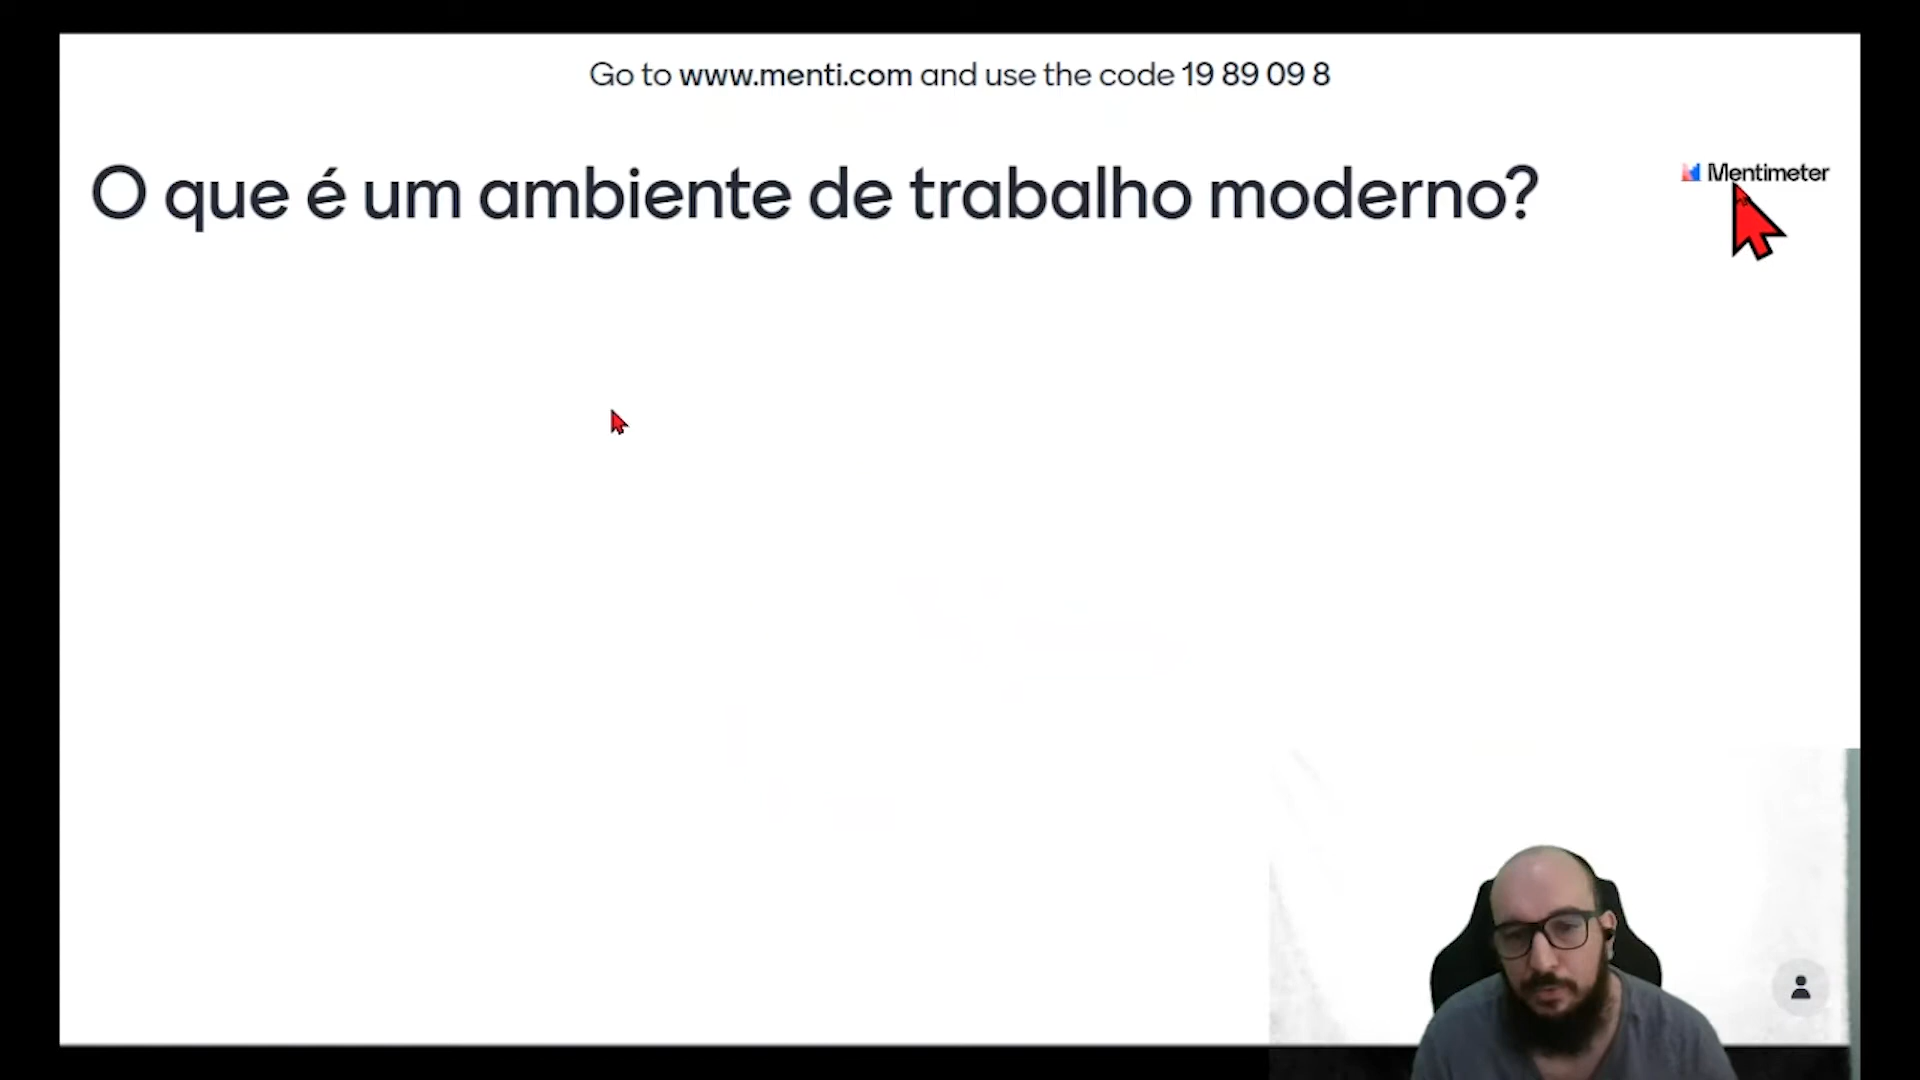 Go to www.menti.com and use the code 19 89 09 8
O que é um ambiente de trabalho moderno?
Mentimeter